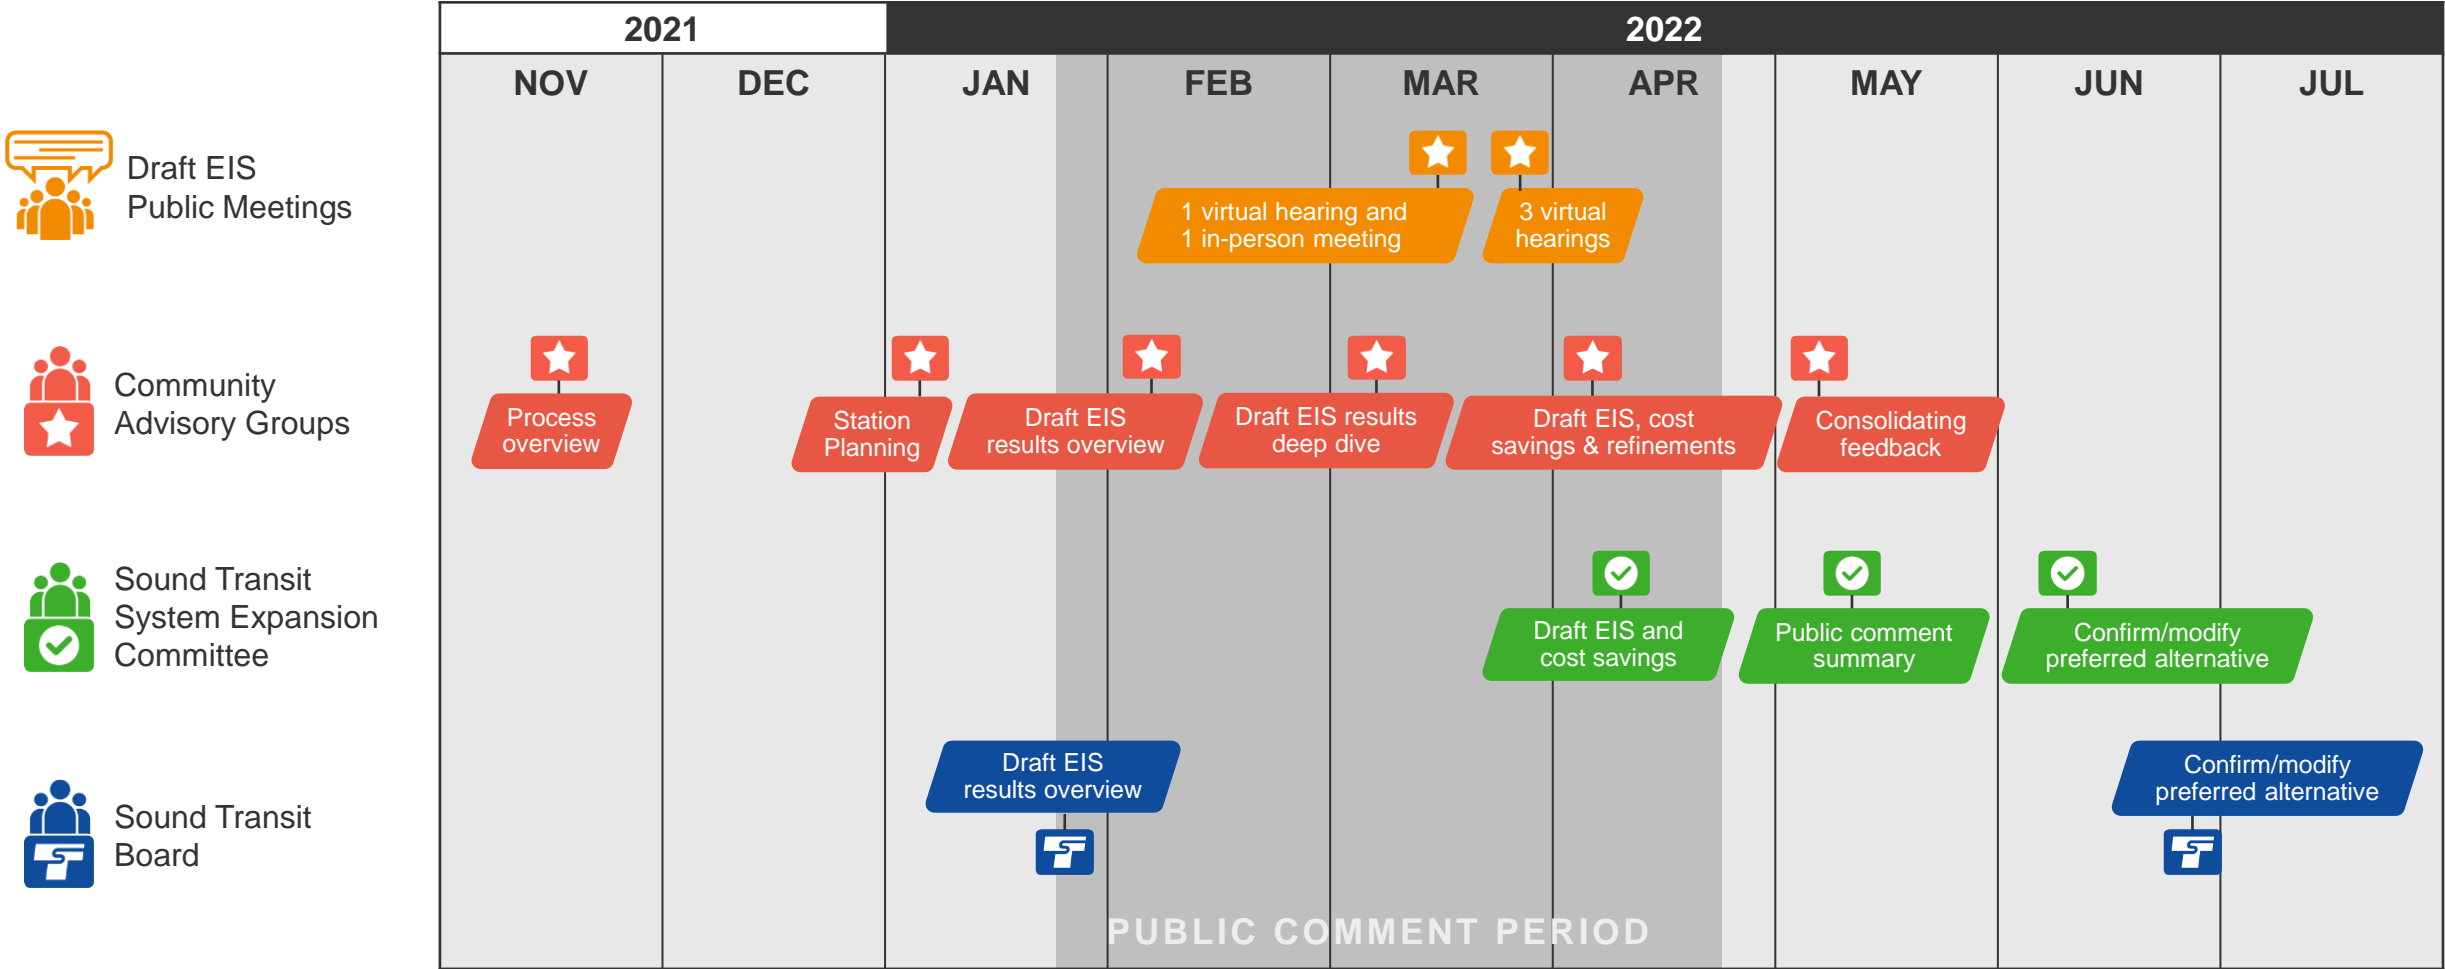 2021
2022
NOV
DEC
JAN
FEB
MAR
APR
MAY
JUN
JUL
Draft EIS
Public Meetings
1 virtual hearing and
1 in-person meeting
3 virtual
hearings
Community
Advisory Groups
Process
overview
Station
Planning
Draft EIS
results overview
Draft EIS results
deep dive
Draft EIS, cost
savings & refinements
Consolidating
feedback
Sound Transit
System Expansion
Committee
Draft EIS and
cost savings
Public comment
summary
Confirm/modify
preferred alternative
Sound Transit
Board
Draft EIS
results overview
Confirm/modify
preferred alternative
PUBLIC COMMENT PERIOD